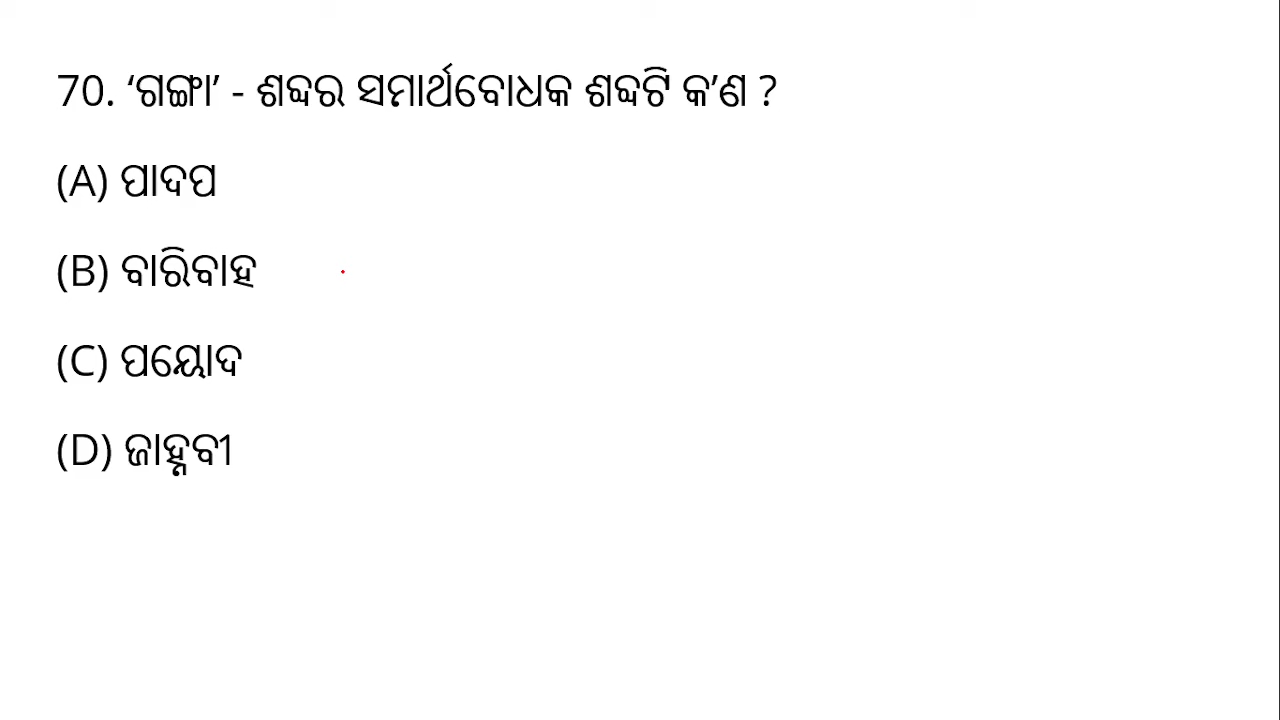 70. ‘ଗଙ୍ଗା’ - ଶବ୍ଦର ସମାର୍ଥବୋଧକ ଶବ୍ଦଟି କ’ଣ ?
(A) ପାଦପ
(B) ବାରିବାହ
(C) ପୟୋଦ
(D) ଜାହ୍ନବୀ